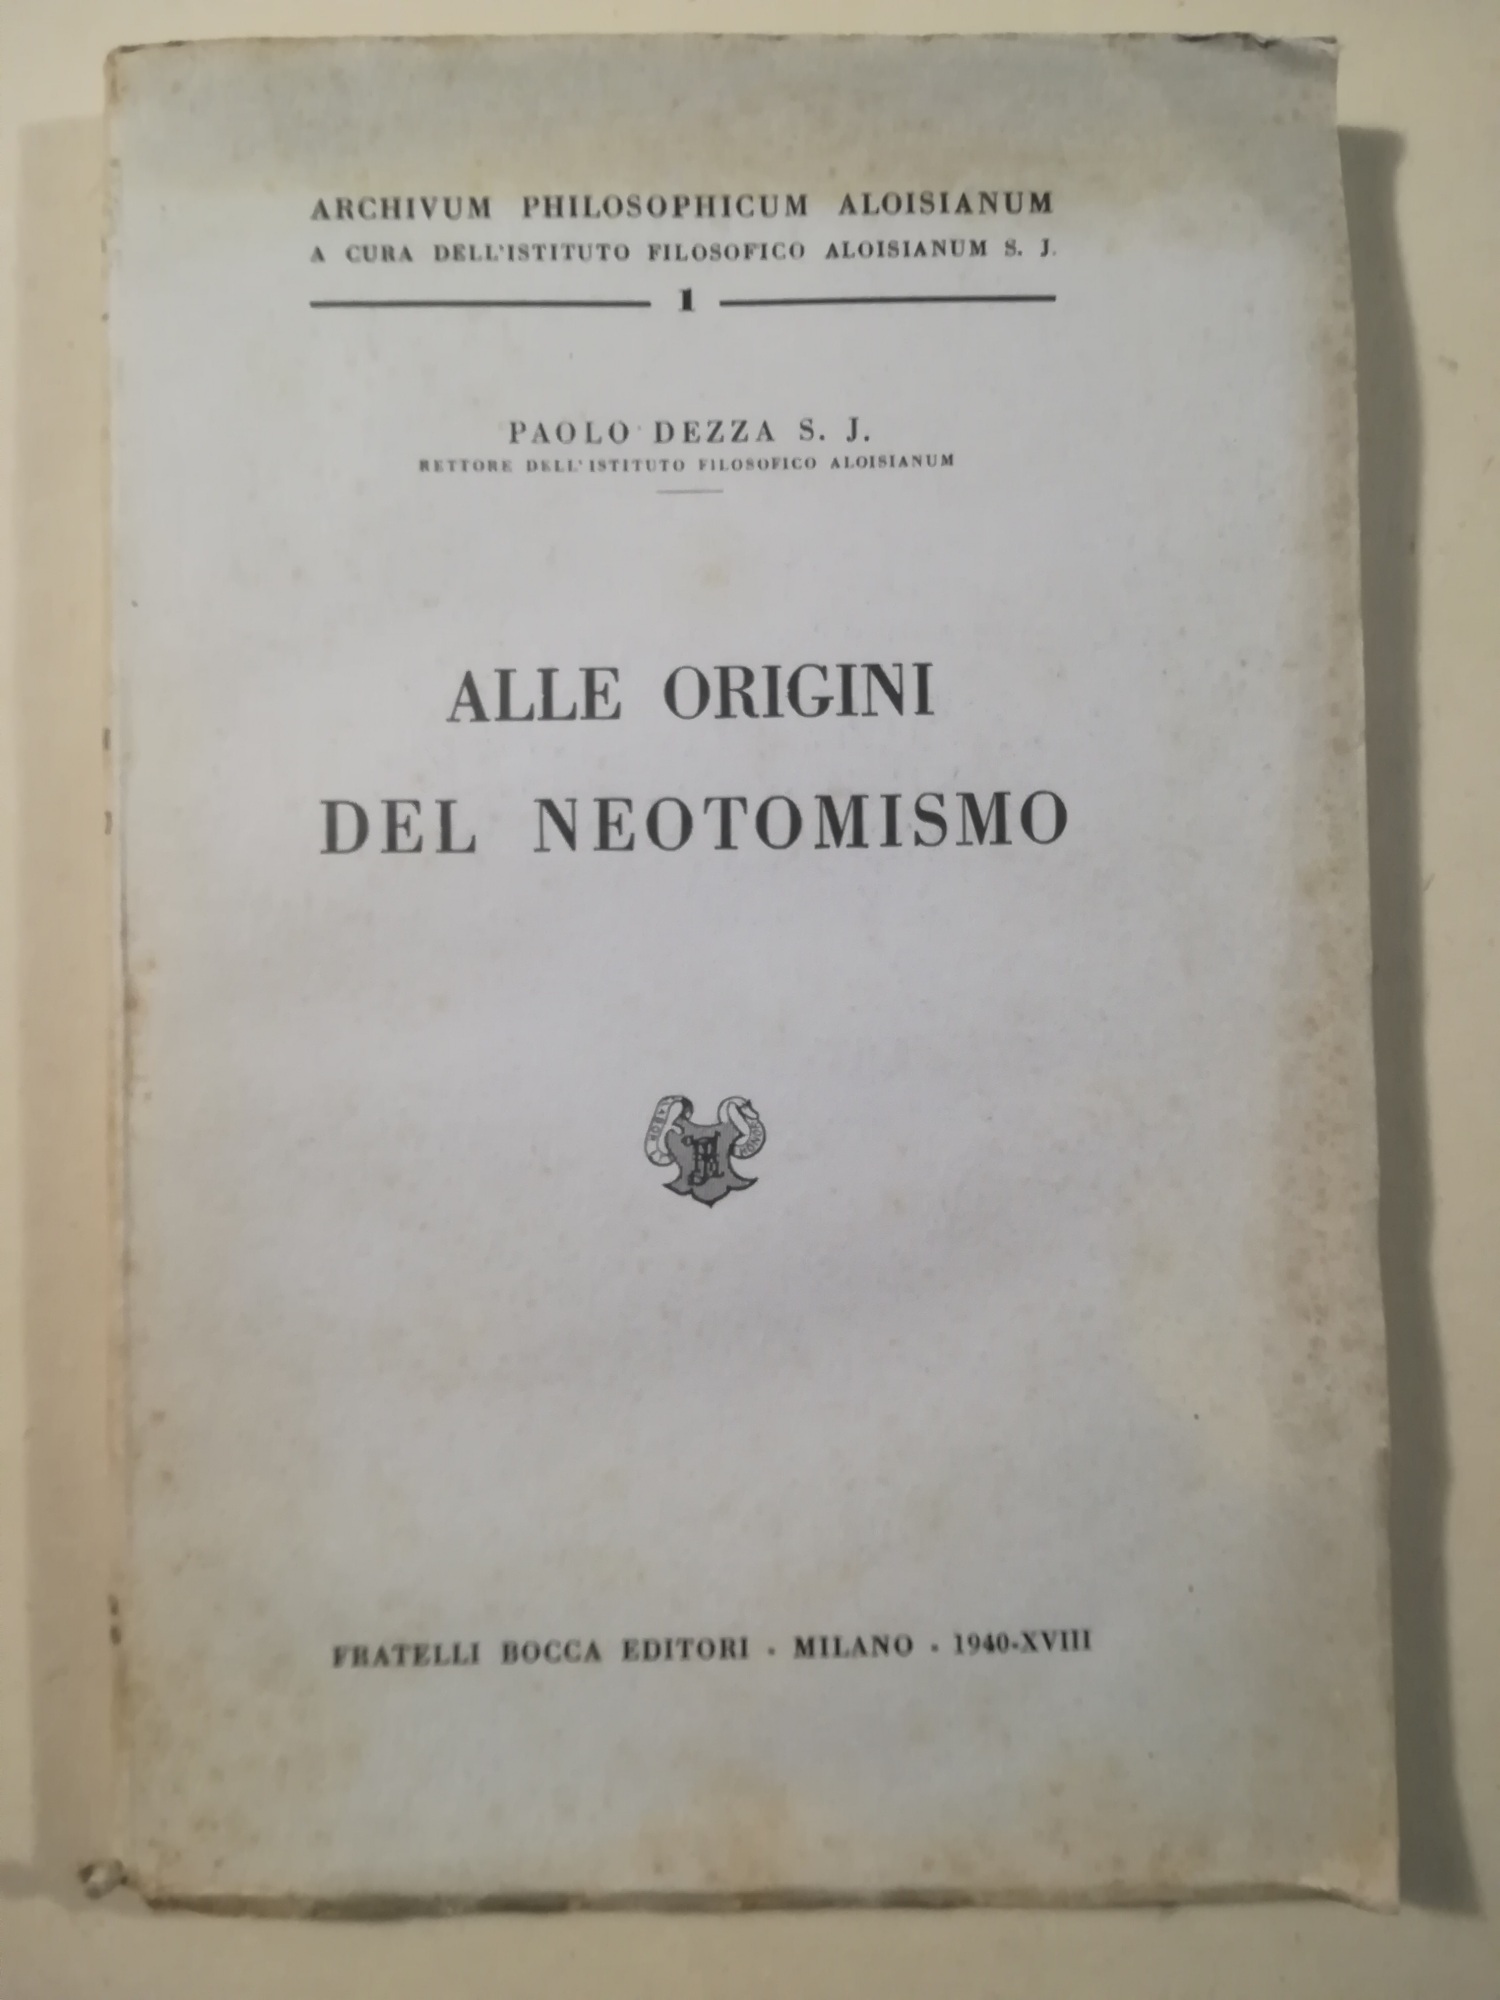 ARCHIVUM PHILOSOPHICUM ALOISIANUM
A CURA DELL'ISTITUTO FILOSOFICO ALOISIANUM S. J.
1
PAOLO DEZZA S. J.
RETTORE DELL'ISTITUTO FILOSOFICO ALOISIANUM
ALLE ORIGINI
DEL NEOTOMISMO
LABOR
FRATELLI BOCCA EDITORI • MILANO • 1940-XVIII